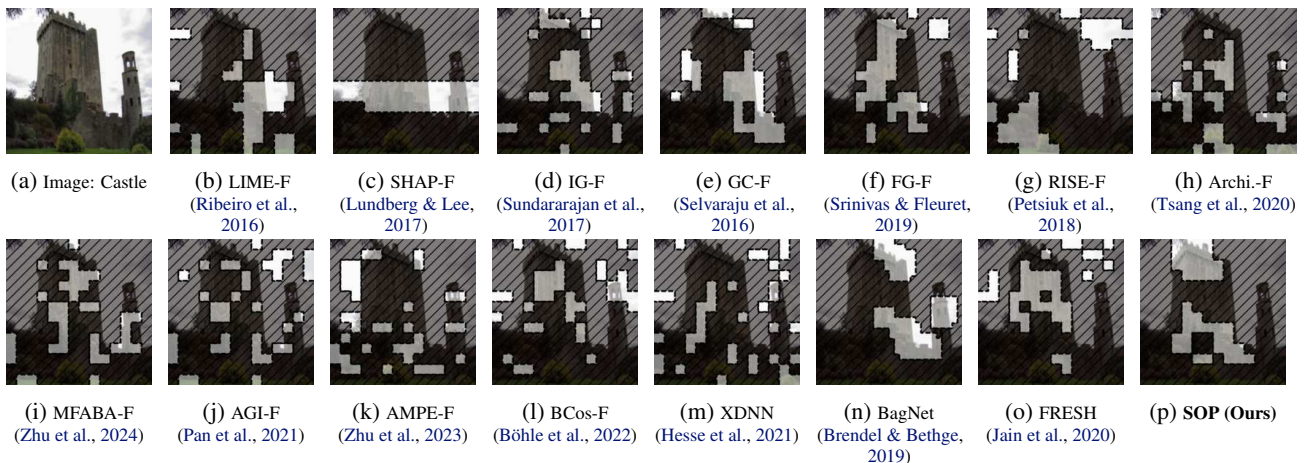 (a) Image: Castle
(b) LIME-F
(Ribeiro et al.,
2016)
(c) SHAP-F
(Lundberg & Lee,
2017)
(d) IG-F
(Sundararajan et al.,
2017)
(e) GC-F
(Selvaraju et al.,
2016)
(f) FG-F
(Srinivas & Fleuret,
2019)
(g) RISE-F
(Petsiuk et al.,
2018)
(h) Archi.-F
(Tsang et al., 2020)
(i) MFABA-F
(Zhu et al., 2024)
(j) AGI-F
(Pan et al., 2021)
(k) AMPE-F
(Zhu et al., 2023)
(l) BCos-F
(Böhle et al., 2022)
(m) XDNN
(Hesse et al., 2021)
(n) BagNet
(Brendel & Bethge,
2019)
(o) FRESH
(Jain et al., 2020)
(p) SOP (Ours)